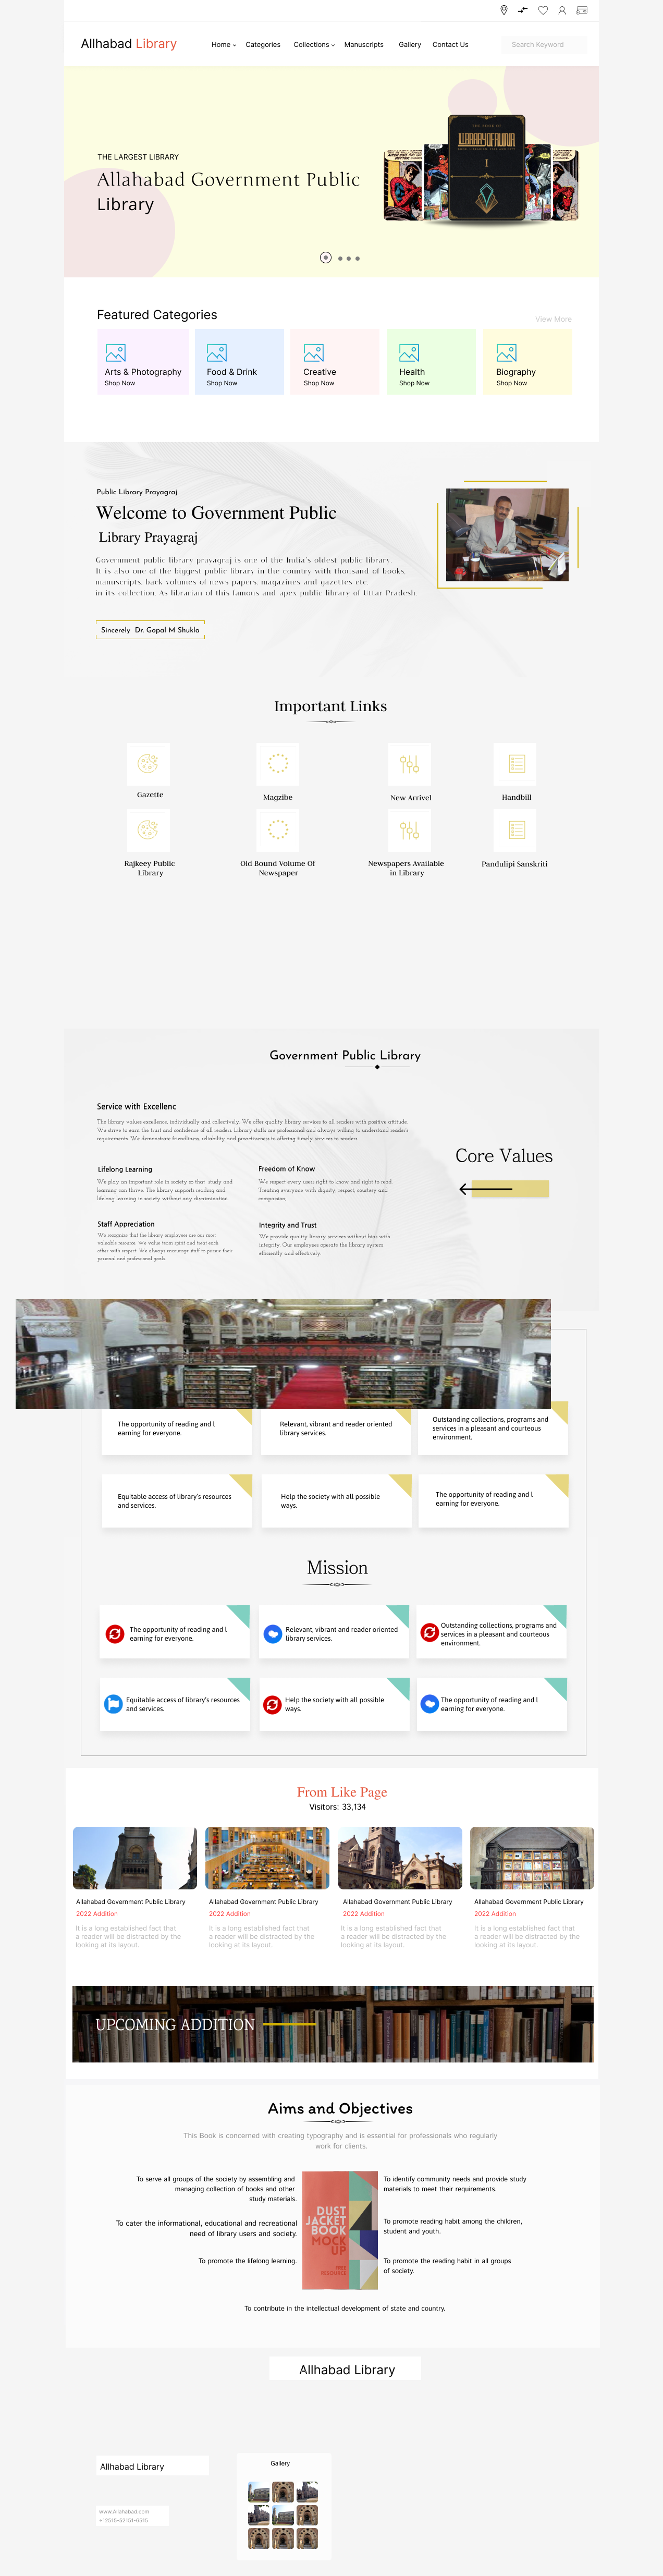 Allhabad Library
Home
Categories
Collections
Manuscripts
Gallery
Contact Us
Search Keyword
THE LARGEST LIBRARY
Allahabad Government Public
Library
Featured Categories
View More
Arts & Photography
Shop Now
Food & Drink
Shop Now
Creative
Shop Now
Health
Shop Now
Biography
Shop Now
Public Library Prayagraj
Welcome to Government Public
Library Prayagraj
Government public library prayagraj is one of the India's oldest public library.
It is also one of the biggest public library in the country with thousand of books
manuscripts, back volumes of news papers, magazines and gazettes etc.
in its collection. As librarian of this famous and apex public library of Uttar Pradesh.
Sincerely Dr. Gopal M Shukla
Important Links
Gazette
Magzibe
New Arrivel
Handbill
Rajkeey Public
Library
Old Bound Volume Of
Newspaper
Newspapers Available
in Library
Pandulipi Sanskriti
Government Public Library
Service with Excellenc
The library values excellence, individually and collectively. We offer quality library services to all readers with positive attitude.
We strive to earn the trust and confidence of all readers. Library staffs are professional and always willing to understand reader's
requirements. We demonstrate friendliness, reliability and proactiveness to offering timely services to readers.
Core Values
Lifelong Learning
We play an important role in society in that study and
learning can thrive. The library supports reading and
lifelong learning in society without any discrimination.
Freedom of Know
We respect every users right to know and right to read.
Treating everyone with dignity, respect, courtesy and
compassion.
Staff Appreciation
We recognize that the library employees are our most
valuable resource. We value team spirit and treat each
other with respect. We always encourage staff to pursue their
personal and professional goals.
Integrity and Trust
We provide quality library services without bias with
integrity. Our employees operate the library system
efficiently and effectively.
The opportunity of reading and l
earning for everyone.
Relevant, vibrant and reader oriented
library services.
Outstanding collections, programs and
services in a pleasant and courteous
environment.
Equitable access of library's resources
and services.
Help the society with all possible
ways.
The opportunity of reading and l
earning for everyone.
Mission
The opportunity of reading and l
earning for everyone.
Relevant, vibrant and reader oriented
library services.
Outstanding collections, programs and
services in a pleasant and courteous
environment.
Equitable access of library's resources
and services.
Help the society with all possible
ways.
The opportunity of reading and l
earning for everyone.
From Like Page
Visitors: 33,134
Allahabad Government Public Library
2022 Addition
It is a long established fact that
a reader will be distracted by the
looking at its layout.
Allahabad Government Public Library
2022 Addition
It is a long established fact that
a reader will be distracted by the
looking at its layout.
Allahabad Government Public Library
2022 Addition
It is a long established fact that
a reader will be distracted by the
looking at its layout.
Allahabad Government Public Library
2022 Addition
It is a long established fact that
a reader will be distracted by the
looking at its layout.
UPCOMING ADDITION
Aims and Objectives
This Book is concerned with creating typography and is essential for professionals who regularly
work for clients.
To serve all groups of the society by assembling and
managing collection of books and other
study materials.
To cater the informational, educational and recreational
need of library users and society.
To promote the lifelong learning.
DUST
JACKET
BOOK
MOCK
UP
FREE
RESOURCE
To identify community needs and provide study
materials to meet their requirements.
To promote reading habit among the children,
student and youth.
To promote the reading habit in all groups
of society.
To contribute in the intellectual development of state and country.
Allhabad Library
Allhabad Library
www.Allahabad.com
+12515-52151-6515
Gallery